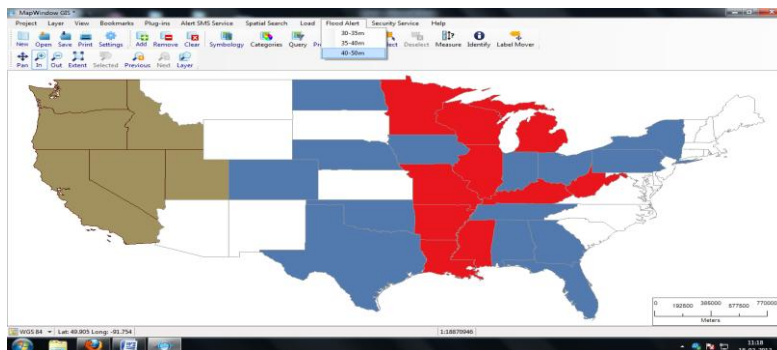 MapWindow GIS *
Project Layer View Bookmarks Plug-ins Alert SMS Service Spatial Search Load Flood Alert Security Service Help
30-35m
35-40m
40-50m
New Open Save Print Settings Add Remove Clear Symbology Categories Query Deselect Measure Identify Label Mover
Pan In Out Extent Selected Previous Next Layer
0 192500 385000 577500 770000
Meters
WGS 84 Lat: 49.905 Long: -91.754 1:18870946
11:18